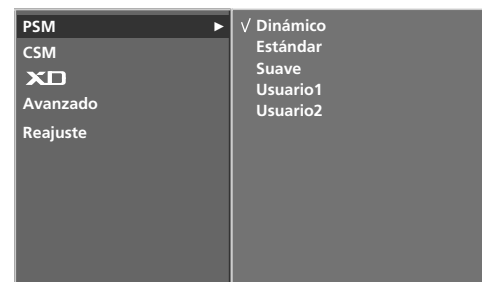 PSM ►
CSM
XD
Avanzado
Reajuste
√ Dinámico
Estándar
Suave
Usuario1
Usuario2